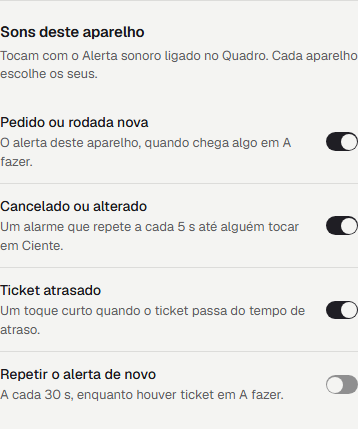 Sons deste aparelho
Tocam com o Alerta sonoro ligado no Quadro. Cada aparelho
escolhe os seus.
Pedido ou rodada nova
O alerta deste aparelho, quando chega algo em A
fazer.
Cancelado ou alterado
Um alarme que repete a cada 5 s até alguém tocar
em Ciente.
Ticket atrasado
Um toque curto quando o ticket passa do tempo de
atraso.
Repetir o alerta de novo
A cada 30 s, enquanto houver ticket em A fazer.